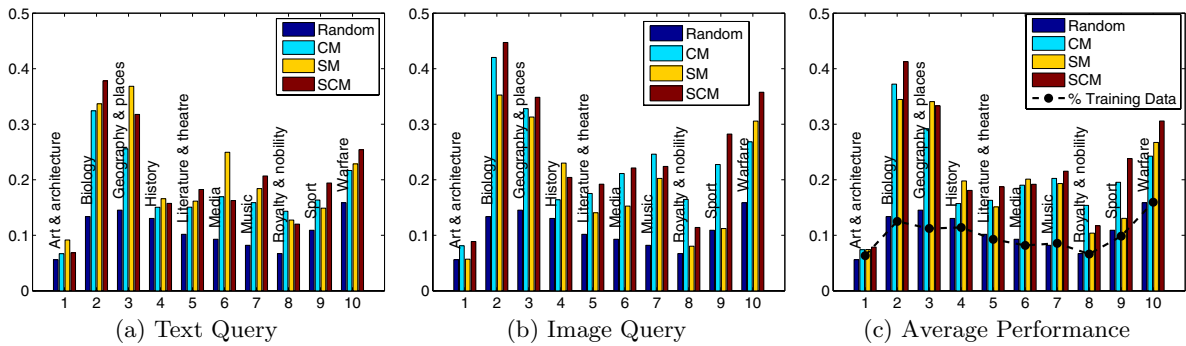 0.5
0.4
0.3
0.2
0.1
0
Random
CM
SM
SCM
Art & architecture
Biology
Geography & places
History
Literature & theatre
Media
Music
Royalty & nobility
Sport
Warfare
1 2 3 4 5 6 7 8 9 10
(a) Text Query
0.5
0.4
0.3
0.2
0.1
0
Random
CM
SM
SCM
Art & architecture
Biology
Geography & places
History
Literature & theatre
Media
Music
Royalty & nobility
Sport
Warfare
1 2 3 4 5 6 7 8 9 10
(b) Image Query
0.5
0.4
0.3
0.2
0.1
0
Random
CM
SM
SCM
% Training Data
Art & architecture
Biology
Geography & places
History
Literature & theatre
Media
Music
Royalty & nobility
Sport
Warfare
1 2 3 4 5 6 7 8 9 10
(c) Average Performance